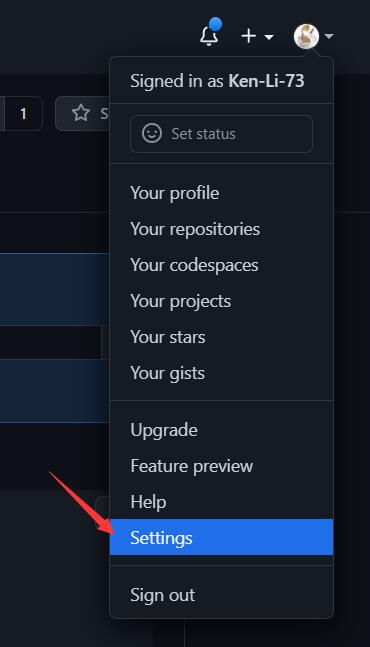 1
S
Signed in as Ken-Li-73
Set status
Your profile
Your repositories
Your codespaces
Your projects
Your stars
Your gists
Upgrade
Feature preview
Help
Settings
Sign out